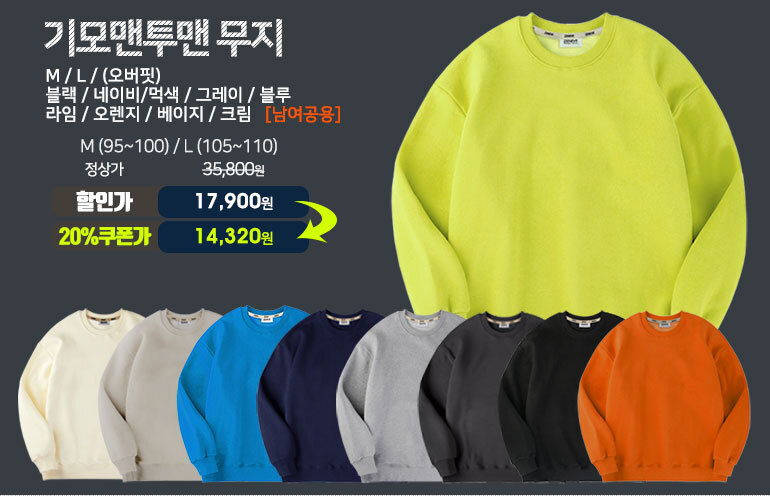 기모맨투맨 무지
M / L / (오버핏)
블랙 / 네이비/먹색 / 그레이 / 블루
라임 / 오렌지 / 베이지 / 크림 [남여공용]
M (95~100) / L (105~110)
정상가 35,800원
할인가 17,900원
20%쿠폰가 14,320원